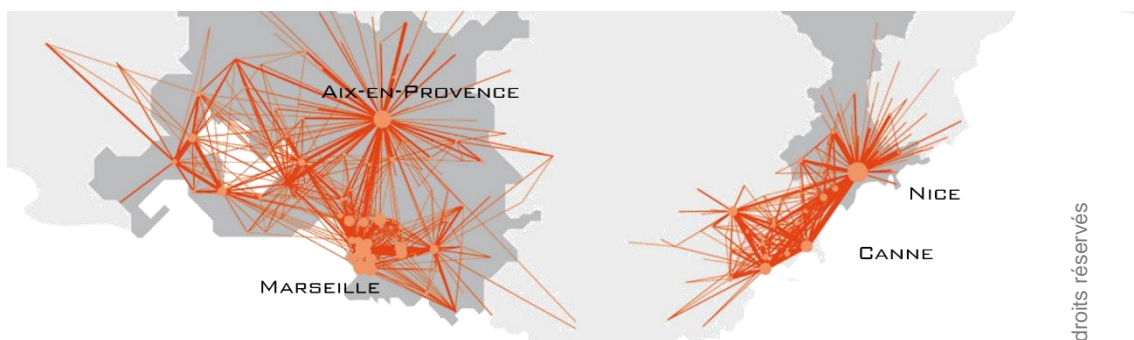 AIX-EN-PROVENCE
NICE
CANNE
MARSEILLE
droits réservés